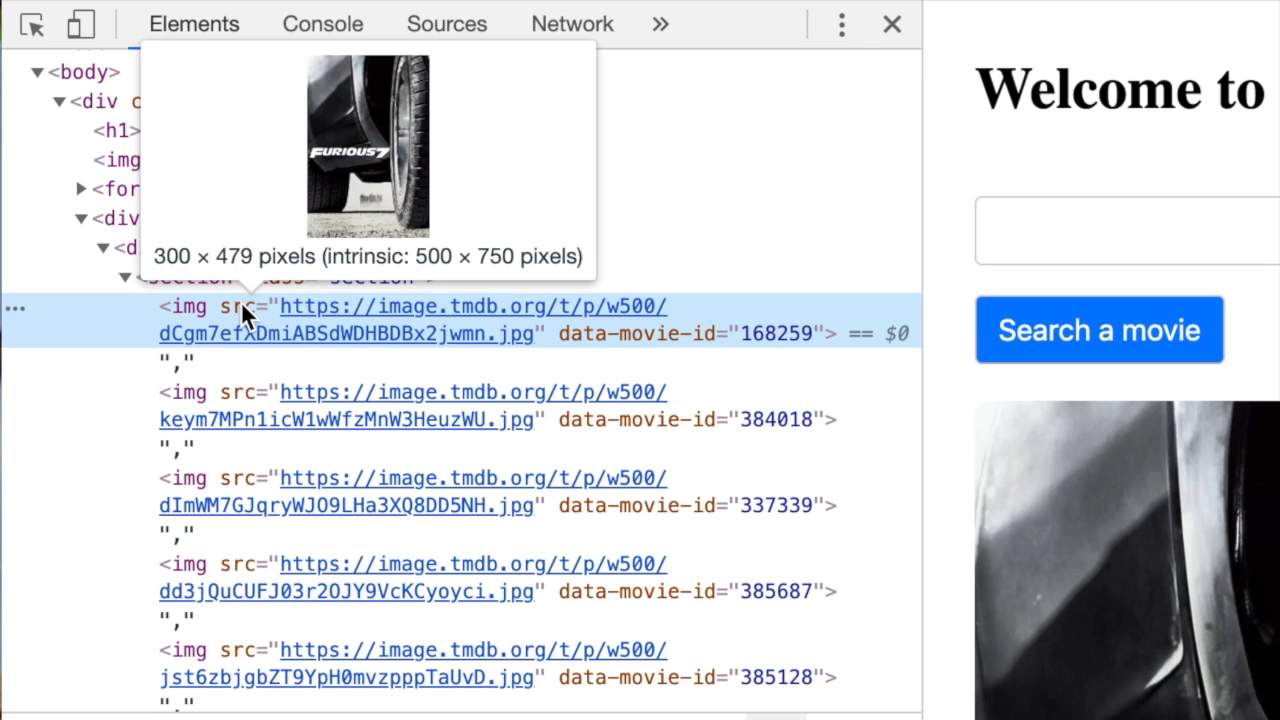 Elements Console Sources Network »
<body>
<div c
<h1>
<img
<for
<div
<d
FURIOUS7
300 × 479 pixels (intrinsic: 500 × 750 pixels)
<img src="https://image.tmdb.org/t/p/w500/
dCgm7efXDmiABSdWDHBDBx2jwmn.jpg" data-movie-id="168259"> == $0
","
<img src="https://image.tmdb.org/t/p/w500/
keym7MPn1icW1wWfzMnW3HeuzWU.jpg" data-movie-id="384018">
","
<img src="https://image.tmdb.org/t/p/w500/
dImWM7GJqryWJO9LHa3XQ8DD5NH.jpg" data-movie-id="337339">
","
<img src="https://image.tmdb.org/t/p/w500/
dd3jQuCUFJ03r2OJY9VcKCyoyci.jpg" data-movie-id="385687">
","
<img src="https://image.tmdb.org/t/p/w500/
jst6zbjgbZT9YpH0mvzpppTaUvD.jpg" data-movie-id="385128">
","
Welcome to
Search a movie